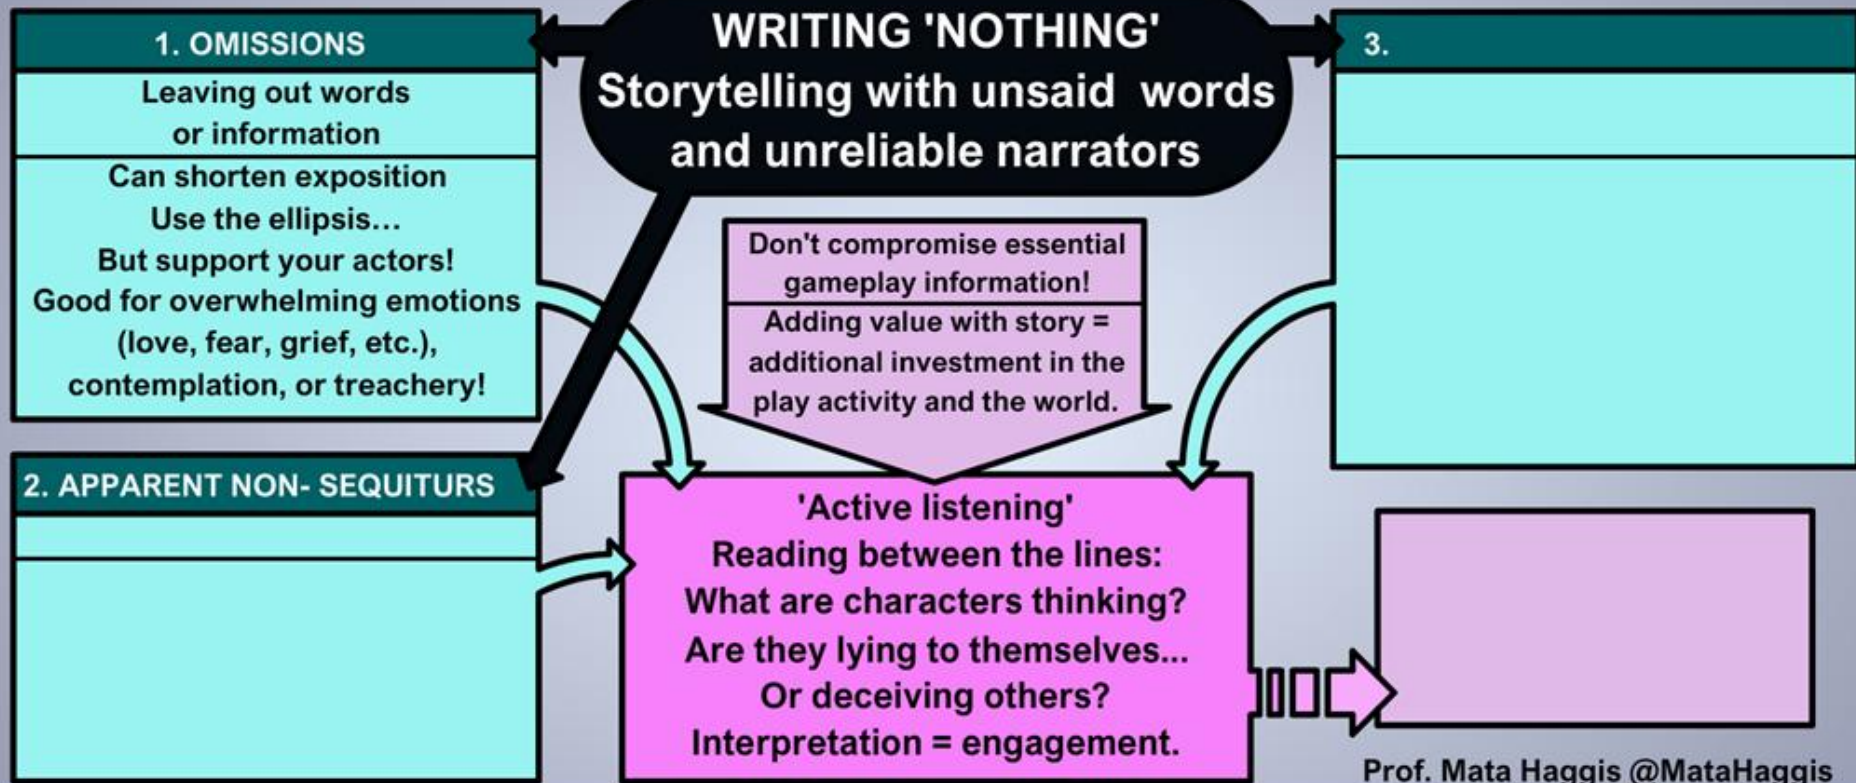 WRITING 'NOTHING'
Storytelling with unsaid words
and unreliable narrators
1. OMISSIONS
Leaving out words
or information
Can shorten exposition
Use the ellipsis...
But support your actors!
Good for overwhelming emotions
(love, fear, grief, etc.),
contemplation, or treachery!
2. APPARENT NON- SEQUITURS
3.
Don't compromise essential
gameplay information!
Adding value with story =
additional investment in the
play activity and the world.
'Active listening'
Reading between the lines:
What are characters thinking?
Are they lying to themselves...
Or deceiving others?
Interpretation = engagement.
Prof. Mata Haggis @MataHaggis